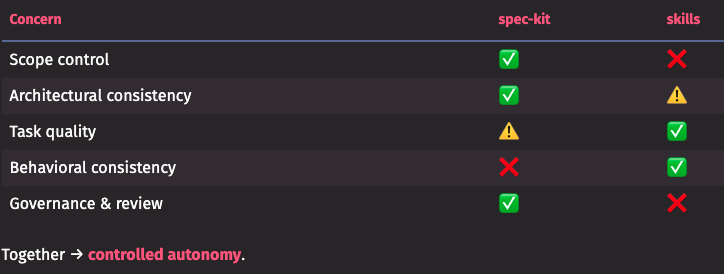 Concern spec-kit skills
Scope control ✅ ❌
Architectural consistency ✅ ⚠️
Task quality ⚠️ ✅
Behavioral consistency ❌ ✅
Governance & review ✅ ❌
Together → controlled autonomy.